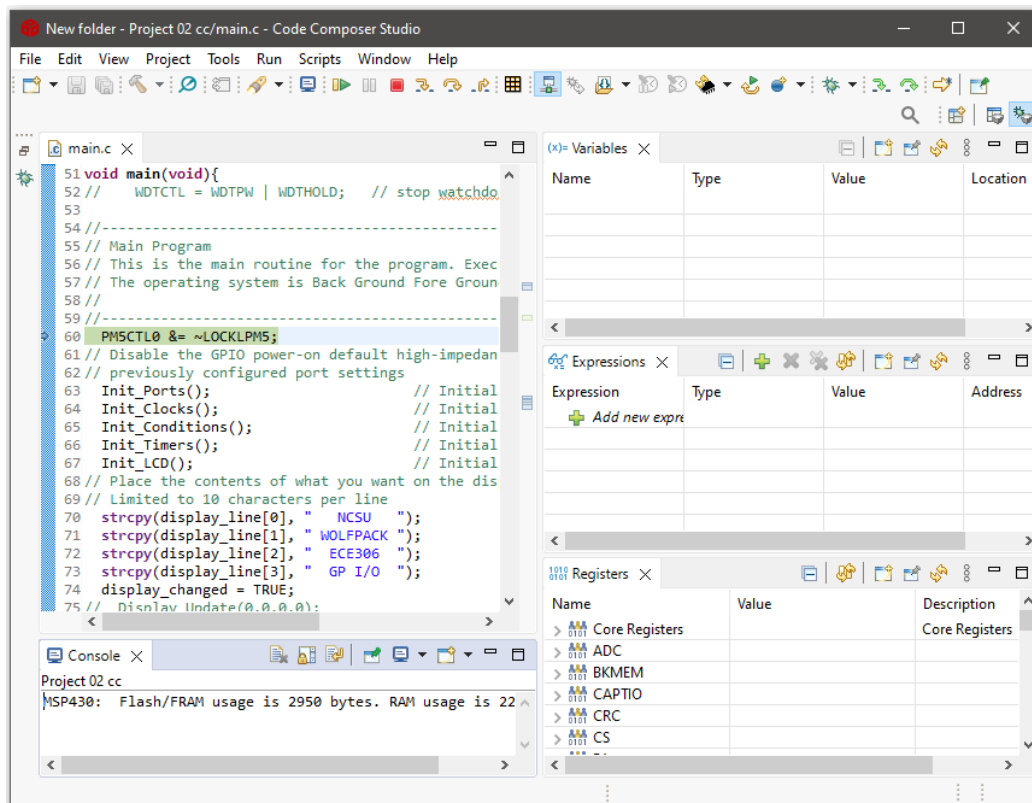 New folder - Project 02 cc/main.c - Code Composer Studio
File Edit View Project Tools Run Scripts Window Help
main.c
51 void main(void){
52 //    WDTCTL = WDTPW | WDTHOLD;   // stop watchdo
53
54 //------------------------------------------------
55 // Main Program
56 // This is the main routine for the program. Exec
57 // The operating system is Back Ground Fore Groun
58 //
59 //------------------------------------------------
60   PM5CTL0 &= ~LOCKLPM5;
61 // Disable the GPIO power-on default high-impedan
62 // previously configured port settings
63   Init_Ports();                        // Initial
64   Init_Clocks();                       // Initial
65   Init_Conditions();                   // Initial
66   Init_Timers();                       // Initial
67   Init_LCD();                          // Initial
68 // Place the contents of what you want on the dis
69 // Limited to 10 characters per line
70   strcpy(display_line[0], "   NCSU   ");
71   strcpy(display_line[1], " WOLFPACK ");
72   strcpy(display_line[2], "  ECE306  ");
73   strcpy(display_line[3], "  GP I/O  ");
74   display_changed = TRUE;
75 //  Display_Update(0,0,0,0);
Console
Project 02 cc
MSP430:  Flash/FRAM usage is 2950 bytes. RAM usage is 22
(x)= Variables
Name Type Value Location
Expressions
Expression Type Value Address
Add new expre
1010 0101 Registers
Name Value Description
Core Registers Core Registers
ADC
BKMEM
CAPTIO
CRC
CS